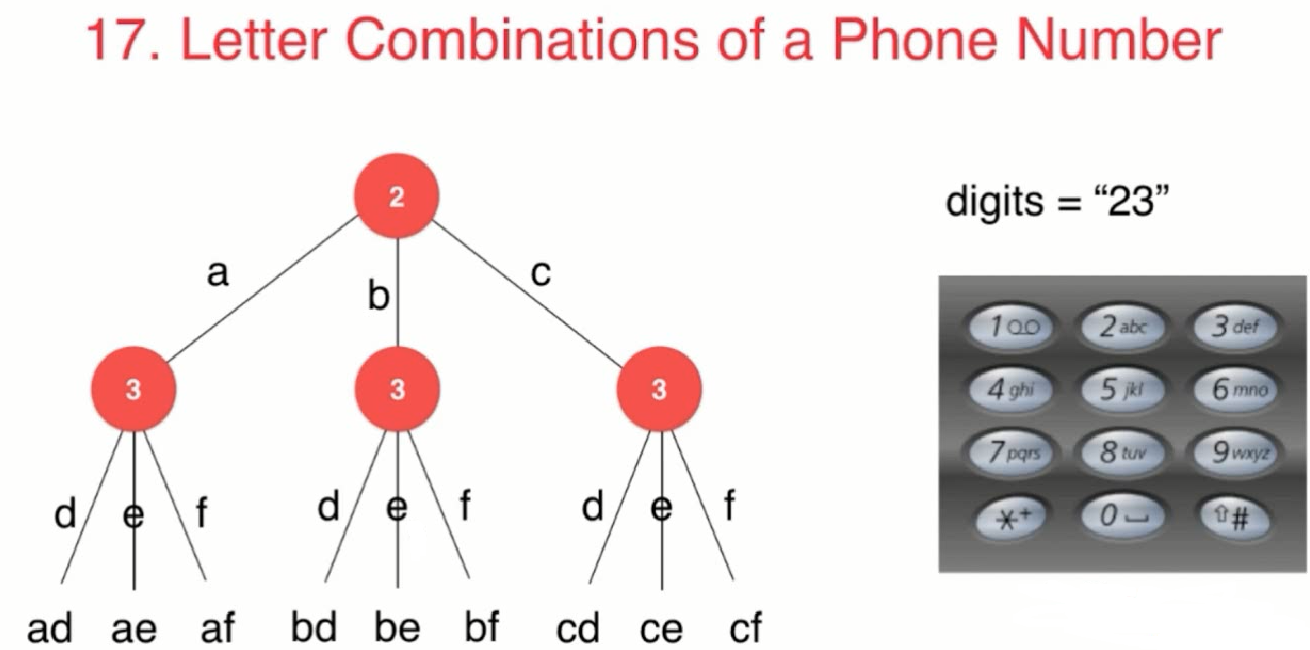 17. Letter Combinations of a Phone Number
digits = “23”
2
a b c
3 3 3
d e f d e f d e f
ad ae af bd be bf cd ce cf
1 2 abc 3 def
4 ghi 5 jkl 6 mno
7 pqrs 8 tuv 9 wxyz
*+ 0 ⇧#